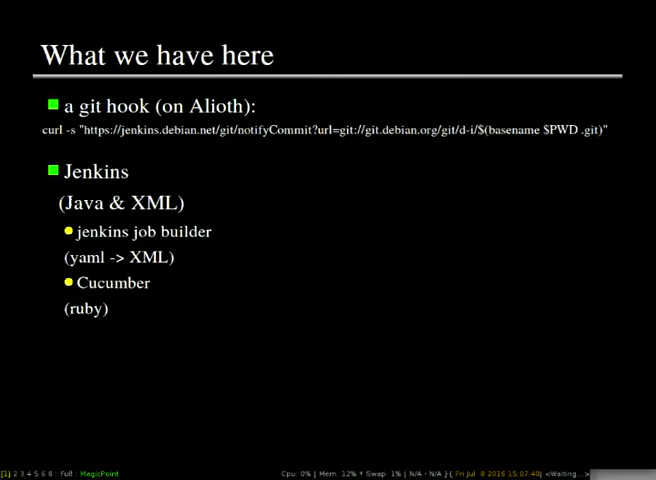 What we have here
a git hook (on Alioth):
curl -s "https://jenkins.debian.net/git/notifyCommit?url=git://git.debian.org/git/d-i/$(basename $PWD .git)"
Jenkins
(Java & XML)
jenkins job builder
(yaml -> XML)
Cucumber
(ruby)
[1] 2 3 4 5 6 8 : Full : MagicPoint Cpu: 0% | Mem: 12% * Swap: 1% | N/A - N/A }{ Fri Jul 8 2016 15:07:40 | <Waiting...>